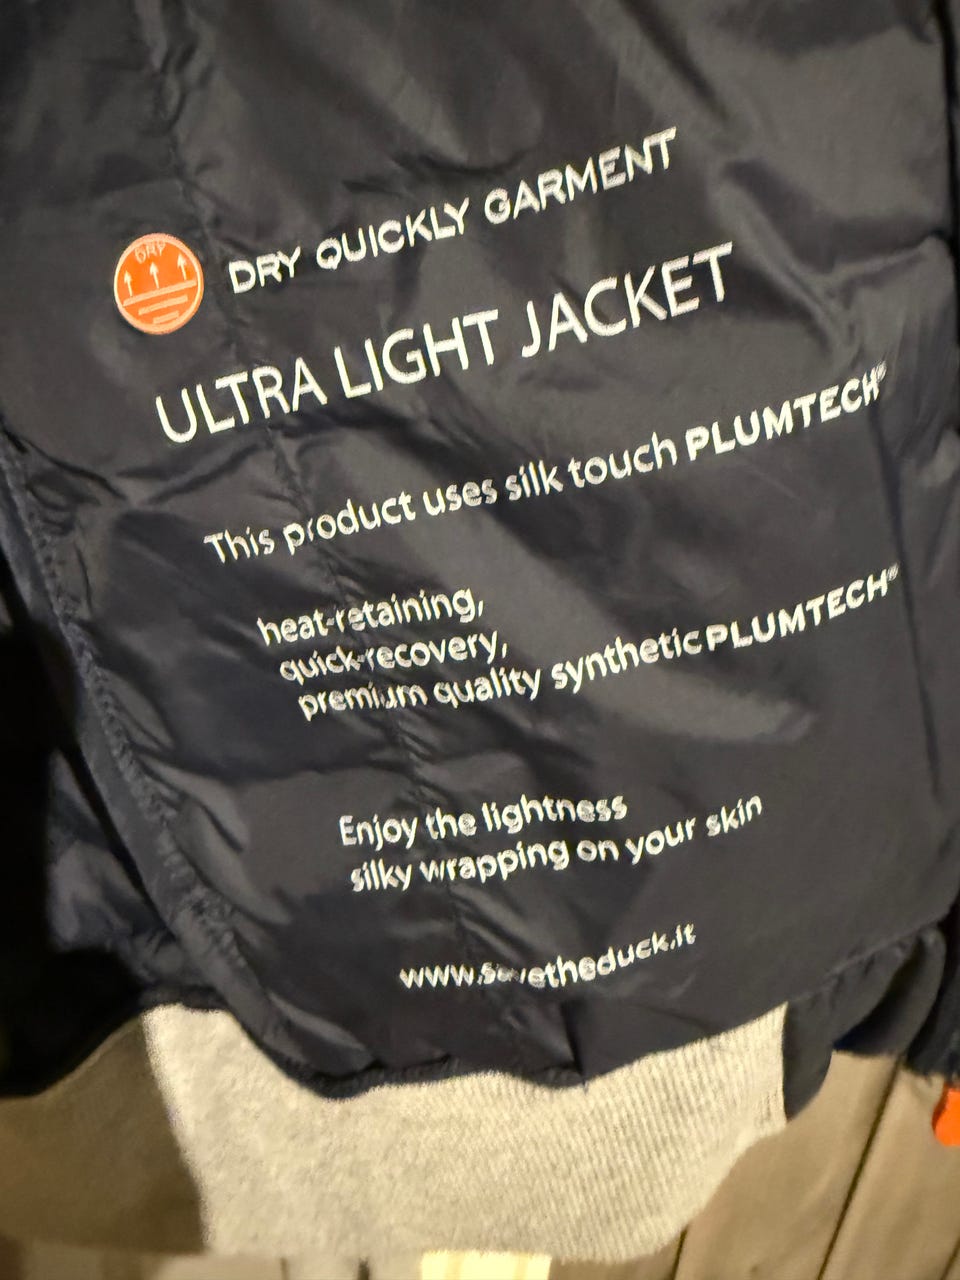 DRY
DRY QUICKLY GARMENT
ULTRA LIGHT JACKET
This product uses silk touch PLUMTECH®
heat-retaining,
quick-recovery,
premium quality synthetic PLUMTECH®
Enjoy the lightness
silky wrapping on your skin
www.savetheduck.it